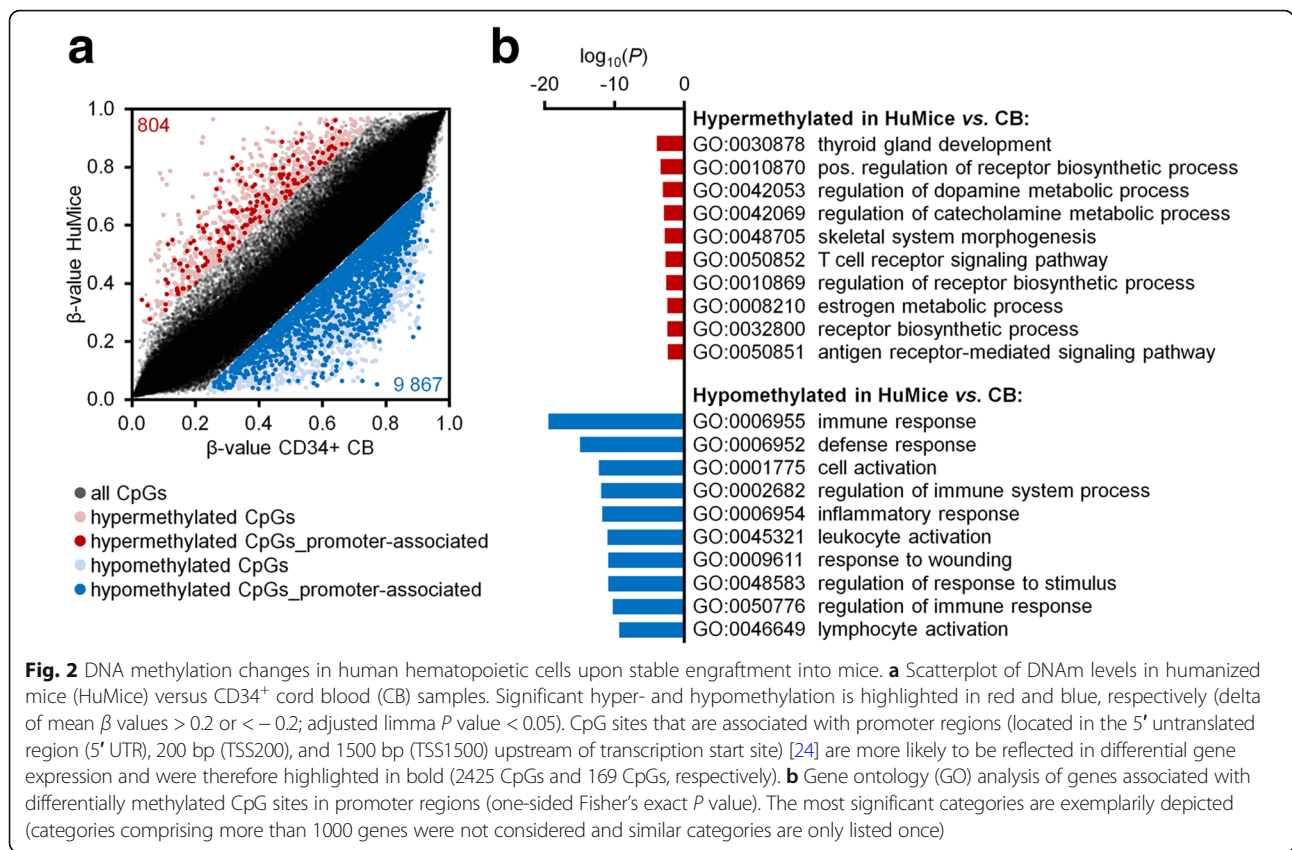 a
804
9 867
1.0
0.8
0.6
0.4
0.2
0.0
β-value HuMice
0.0 0.2 0.4 0.6 0.8 1.0
β-value CD34+ CB
all CpGs
hypermethylated CpGs
hypermethylated CpGs_promoter-associated
hypomethylated CpGs
hypomethylated CpGs_promoter-associated
b
log10(P)
-20 -10 0
Hypermethylated in HuMice vs. CB:
GO:0030878 thyroid gland development
GO:0010870 pos. regulation of receptor biosynthetic process
GO:0042053 regulation of dopamine metabolic process
GO:0042069 regulation of catecholamine metabolic process
GO:0048705 skeletal system morphogenesis
GO:0050852 T cell receptor signaling pathway
GO:0010869 regulation of receptor biosynthetic process
GO:0008210 estrogen metabolic process
GO:0032800 receptor biosynthetic process
GO:0050851 antigen receptor-mediated signaling pathway
Hypomethylated in HuMice vs. CB:
GO:0006955 immune response
GO:0006952 defense response
GO:0001775 cell activation
GO:0002682 regulation of immune system process
GO:0006954 inflammatory response
GO:0045321 leukocyte activation
GO:0009611 response to wounding
GO:0048583 regulation of response to stimulus
GO:0050776 regulation of immune response
GO:0046649 lymphocyte activation
Fig. 2 DNA methylation changes in human hematopoietic cells upon stable engraftment into mice. a Scatterplot of DNAm levels in humanized
mice (HuMice) versus CD34+ cord blood (CB) samples. Significant hyper- and hypomethylation is highlighted in red and blue, respectively (delta
of mean β values > 0.2 or < − 0.2; adjusted limma P value < 0.05). CpG sites that are associated with promoter regions (located in the 5′ untranslated
region (5′ UTR), 200 bp (TSS200), and 1500 bp (TSS1500) upstream of transcription start site) [24] are more likely to be reflected in differential gene
expression and were therefore highlighted in bold (2425 CpGs and 169 CpGs, respectively). b Gene ontology (GO) analysis of genes associated with
differentially methylated CpG sites in promoter regions (one-sided Fisher's exact P value). The most significant categories are exemplarily depicted
(categories comprising more than 1000 genes were not considered and similar categories are only listed once)